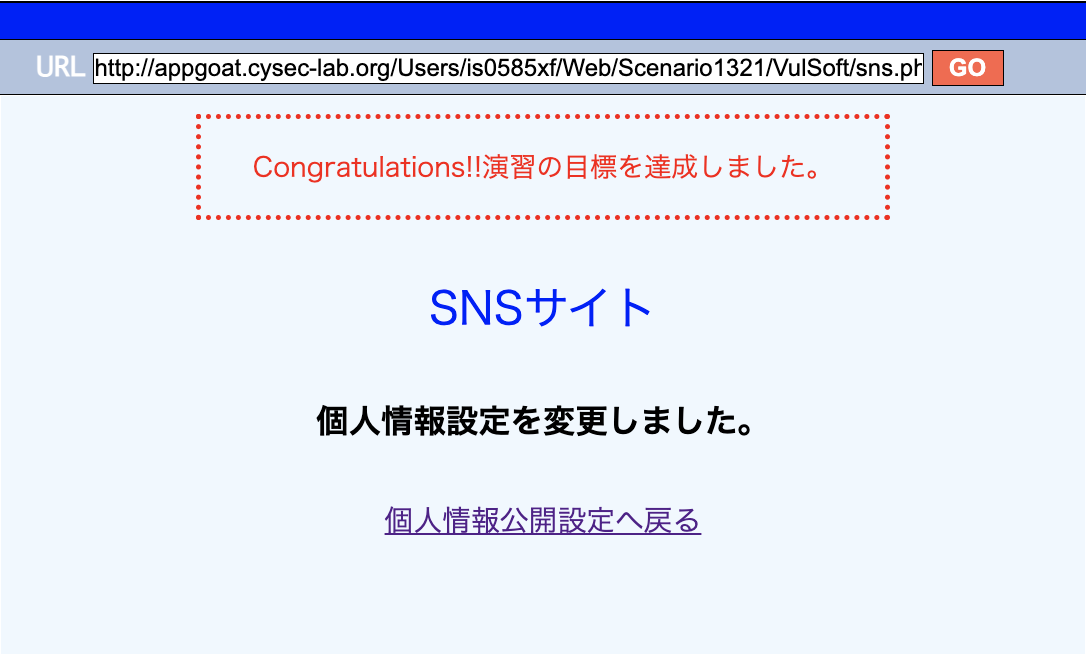 URL http://appgoat.cysec-lab.org/Users/is0585xf/Web/Scenario1321/VulSoft/sns.ph GO
Congratulations!!演習の目標を達成しました。
SNSサイト
個人情報設定を変更しました。
個人情報公開設定へ戻る